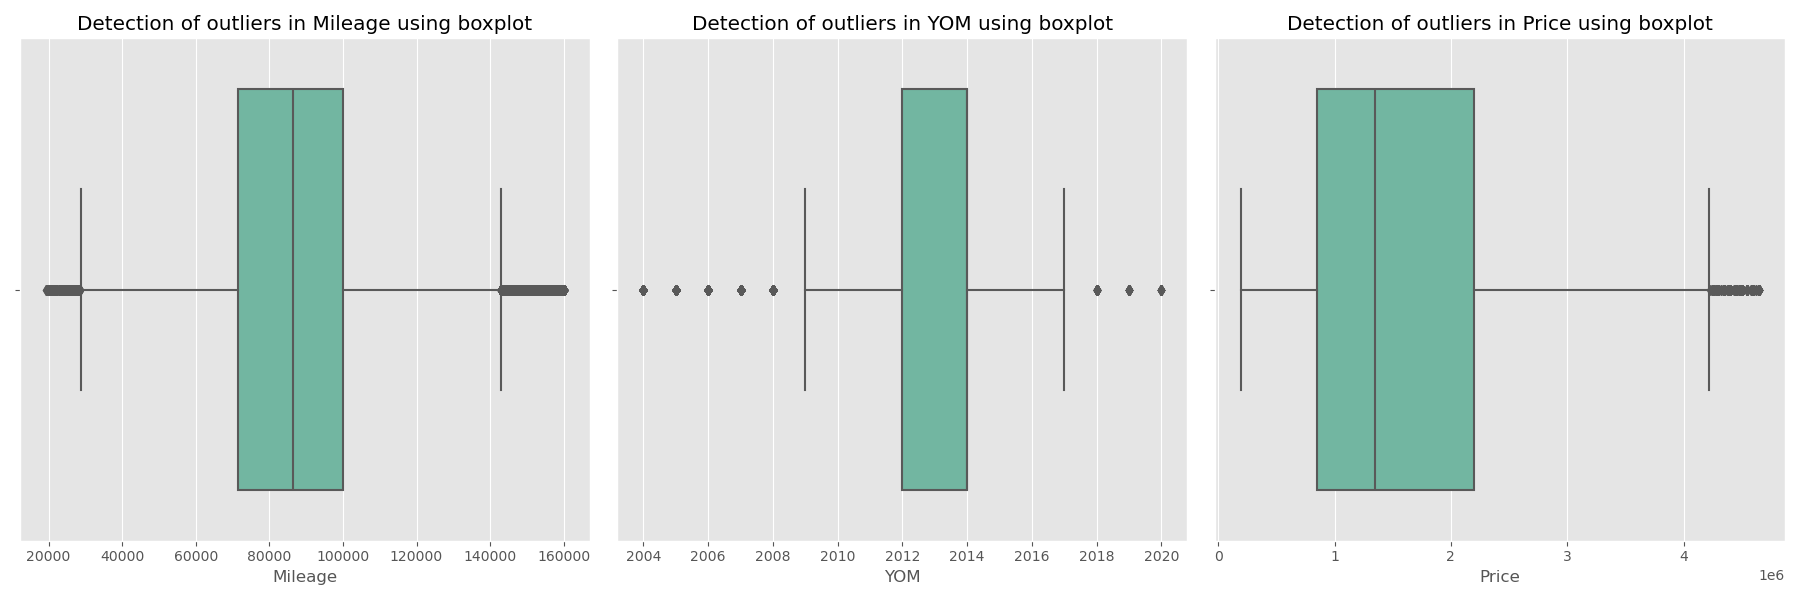 Detection of outliers in Mileage using boxplot
20000 40000 60000 80000 100000 120000 140000 160000
Mileage
Detection of outliers in YOM using boxplot
2004 2006 2008 2010 2012 2014 2016 2018 2020
YOM
Detection of outliers in Price using boxplot
0 1 2 3 4
1e6
Price